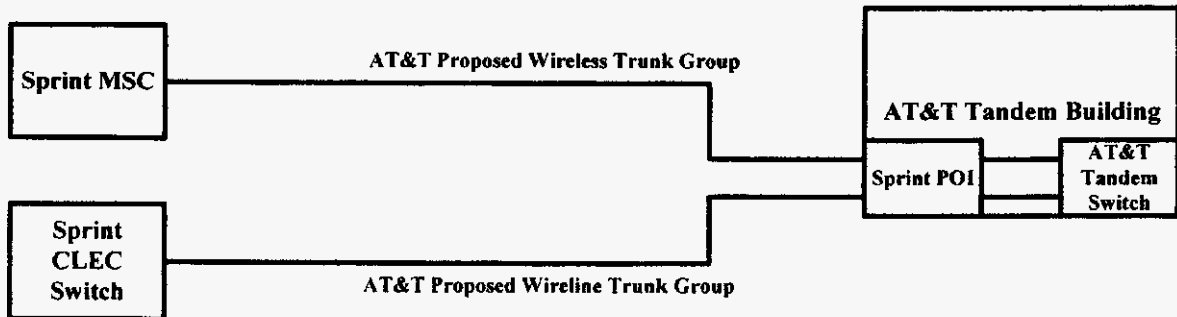 AT&T Proposed Wireless Trunk Group
Sprint MSC
AT&T Tandem Building
Sprint POI
AT&T
Tandem
Switch
Sprint
CLEC
Switch
AT&T Proposed Wireline Trunk Group